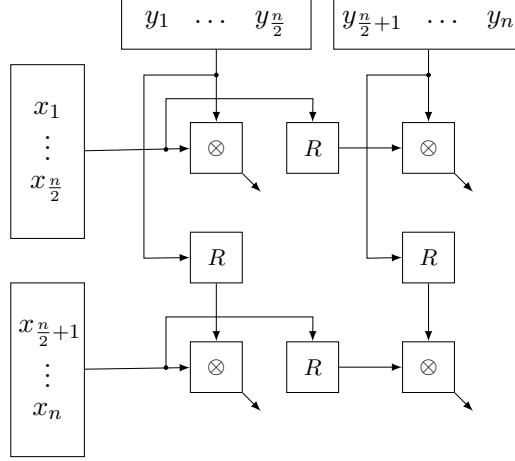 y₁ ⋯ y_{n/2} y_{n/2+1} ⋯ y_n
x₁
⋮
x_{n/2}
⊗ R ⊗
R R
x_{n/2+1}
⋮
x_n
⊗ R ⊗